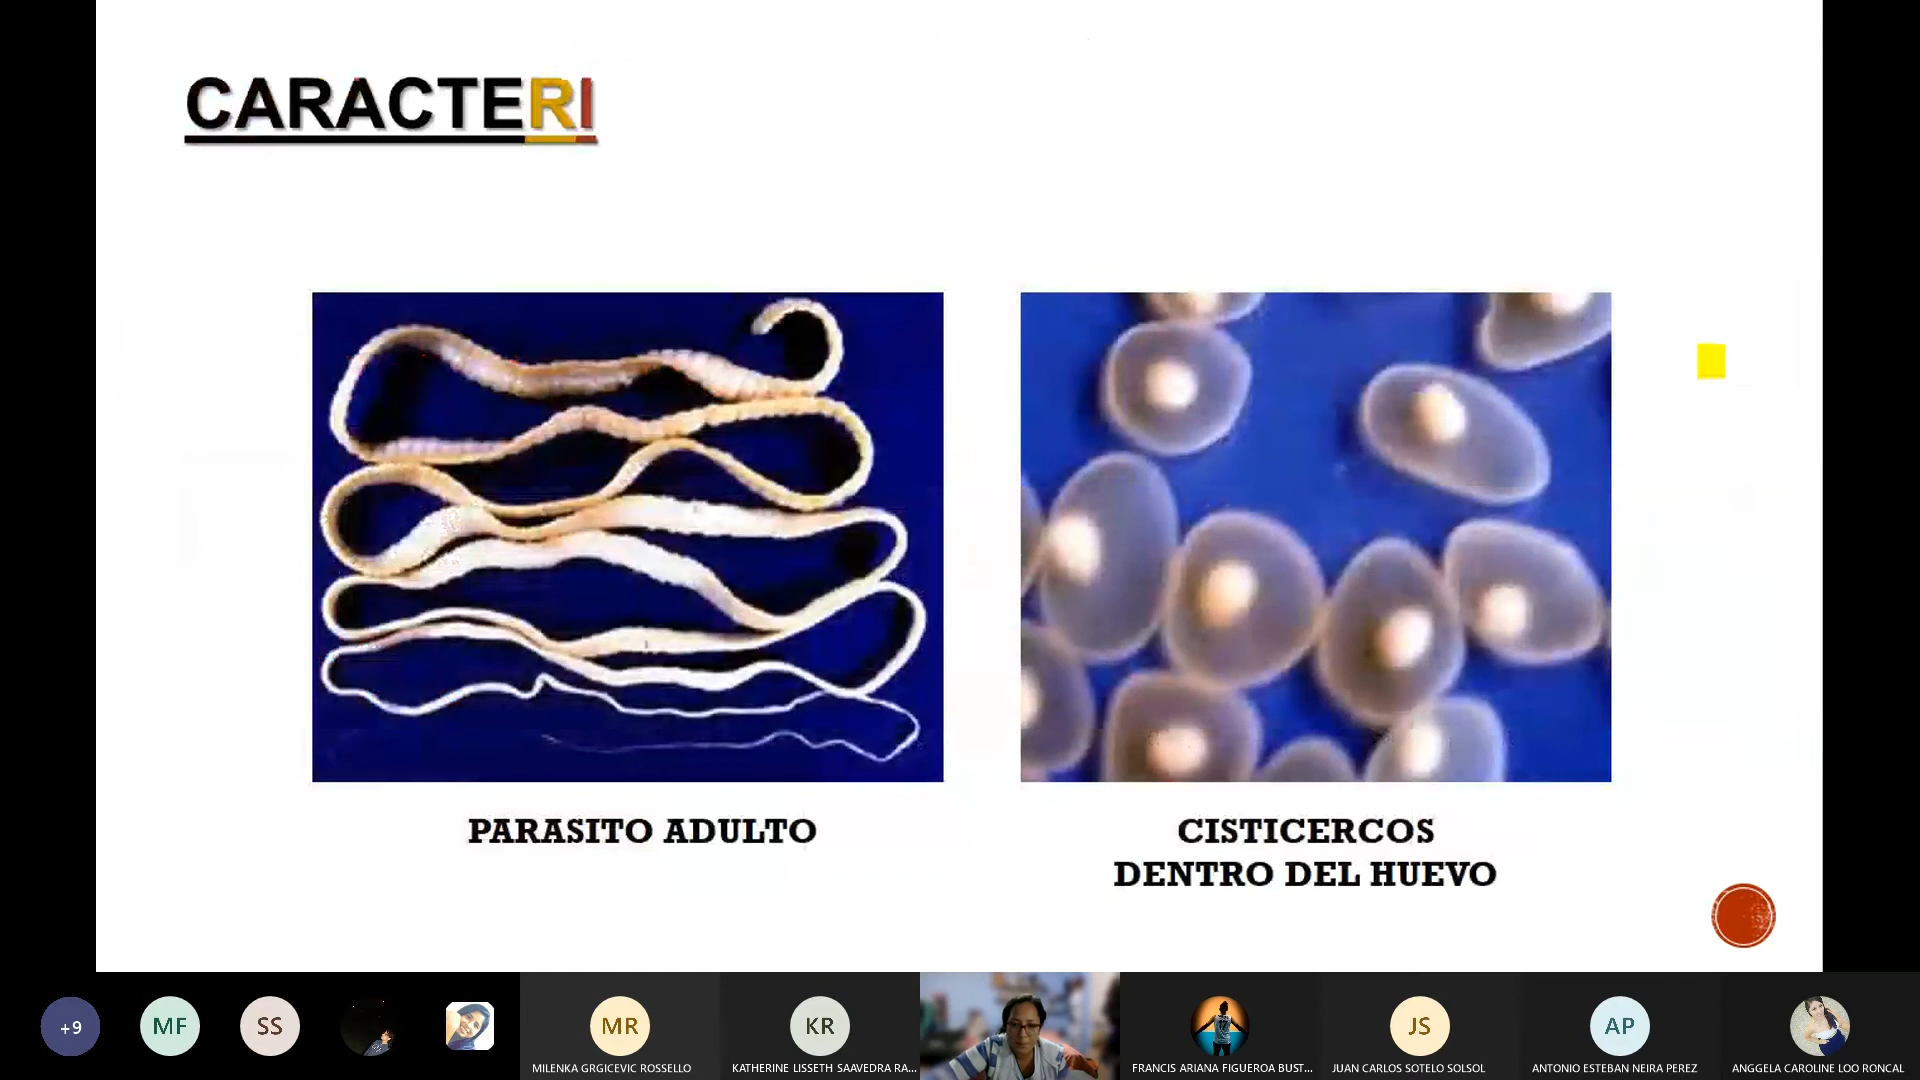 CARACTERI
PARASITO ADULTO
CISTICERCOS
DENTRO DEL HUEVO
+9
MF
SS
MR
KR
JS
AP
MILENKA GRGICEVIC ROSSELLO
KATHERINE LISSETH SAAVEDRA RA...
FRANCIS ARIANA FIGUEROA BUST...
JUAN CARLOS SOTELO SOLSOL
ANTONIO ESTEBAN NEIRA PEREZ
ANGGELA CAROLINE LOO RONCAL